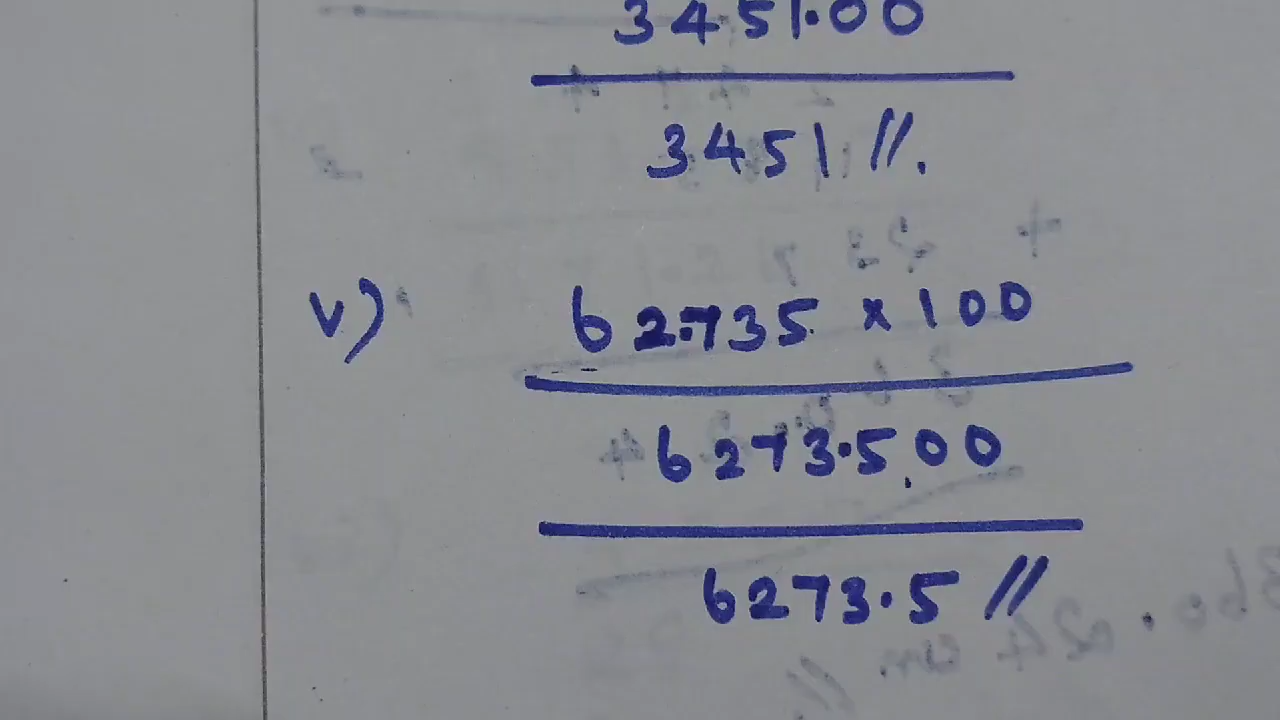 3451.00
3451 //.
v) 62.735 × 100
6273.500
6273.5 //